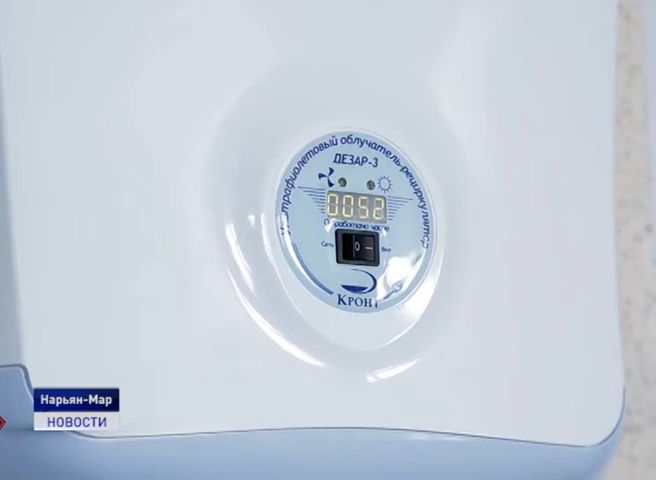 Ультрафиолетовый облучатель-рециркулятор
ДЕЗАР-3
0052
Отработано часов
Сеть
Вкл
КРОНТ
Нарьян-Мар
НОВОСТИ